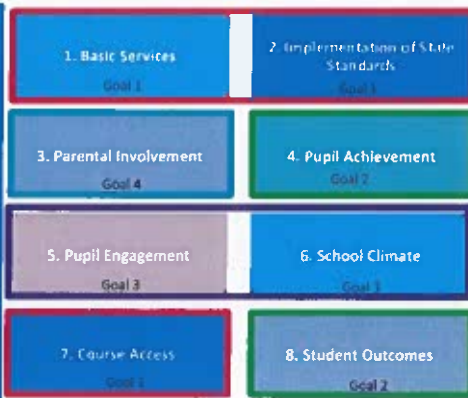 1. Basic Services
Goal 1
2. Implementation of State
Standards
Goal 1
3. Parental Involvement
Goal 4
4. Pupil Achievement
Goal 2
5. Pupil Engagement
Goal 3
6. School Climate
Goal 3
7. Course Access
Goal 1
8. Student Outcomes
Goal 2